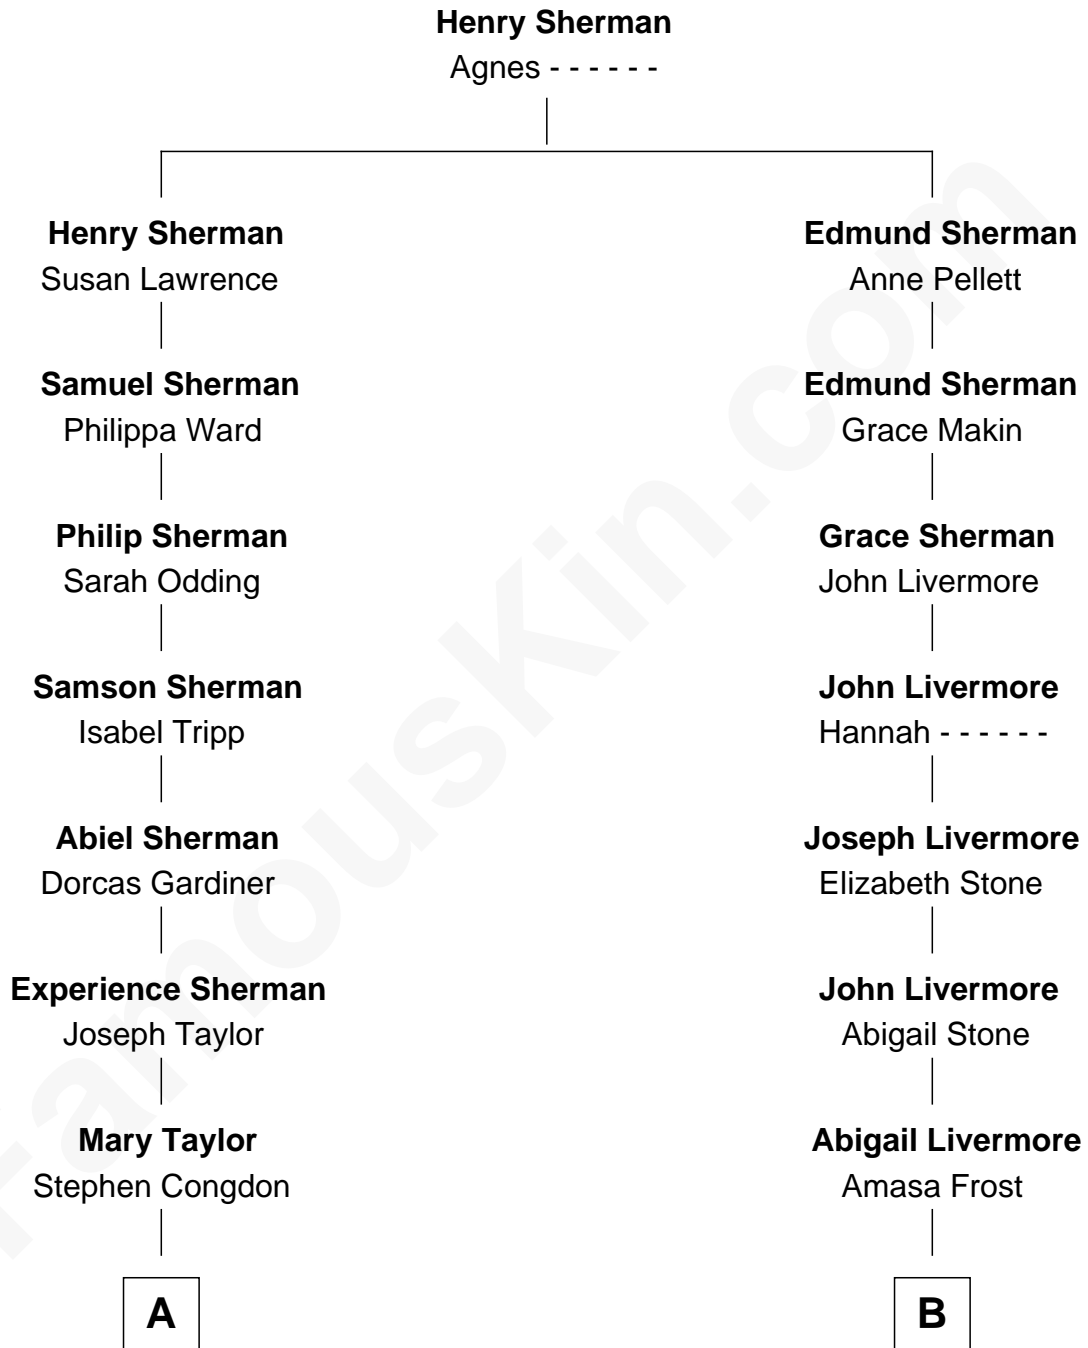 Henry Sherman
Agnes - - - - - -
Henry Sherman
Susan Lawrence
Edmund Sherman
Anne Pellett
Samuel Sherman
Philippa Ward
Edmund Sherman
Grace Makin
Philip Sherman
Sarah Odding
Grace Sherman
John Livermore
Samson Sherman
Isabel Tripp
John Livermore
Hannah - - - - - -
Abiel Sherman
Dorcas Gardiner
Joseph Livermore
Elizabeth Stone
Experience Sherman
Joseph Taylor
John Livermore
Abigail Stone
Mary Taylor
Stephen Congdon
Abigail Livermore
Amasa Frost
A
B
FamousKin.com